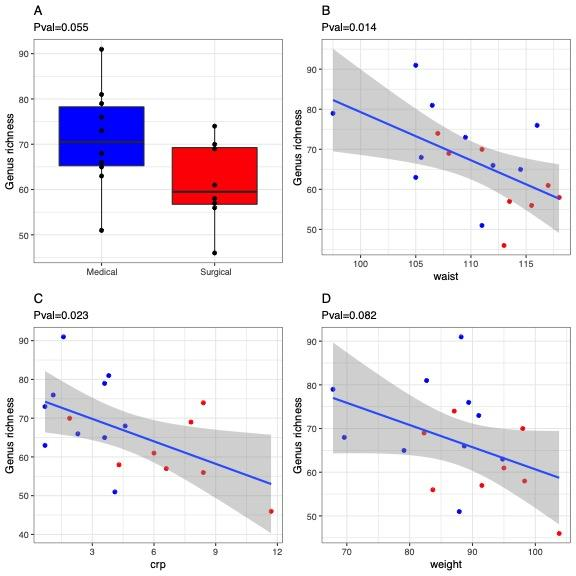 A
Pval=0.055
Genus richness
90
80
70
60
50
Medical
Surgical
B
Pval=0.014
Genus richness
90
80
70
60
50
100
105
110
115
waist
C
Pval=0.023
Genus richness
90
80
70
60
50
40
3
6
9
12
crp
D
Pval=0.082
Genus richness
90
80
70
60
50
70
80
90
100
weight